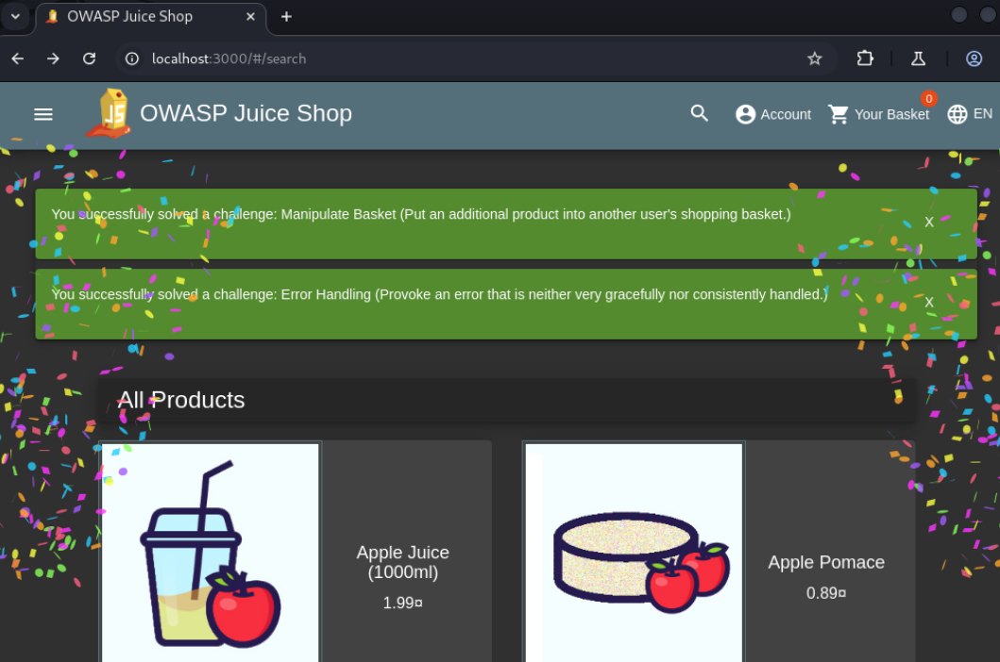 OWASP Juice Shop
localhost:3000/#/search
JS
OWASP Juice Shop
Account
0
Your Basket
EN
You successfully solved a challenge: Manipulate Basket (Put an additional product into another user's shopping basket.)
X
You successfully solved a challenge: Error Handling (Provoke an error that is neither very gracefully nor consistently handled.)
X
All Products
Apple Juice
(1000ml)
1.99¤
Apple Pomace
0.89¤